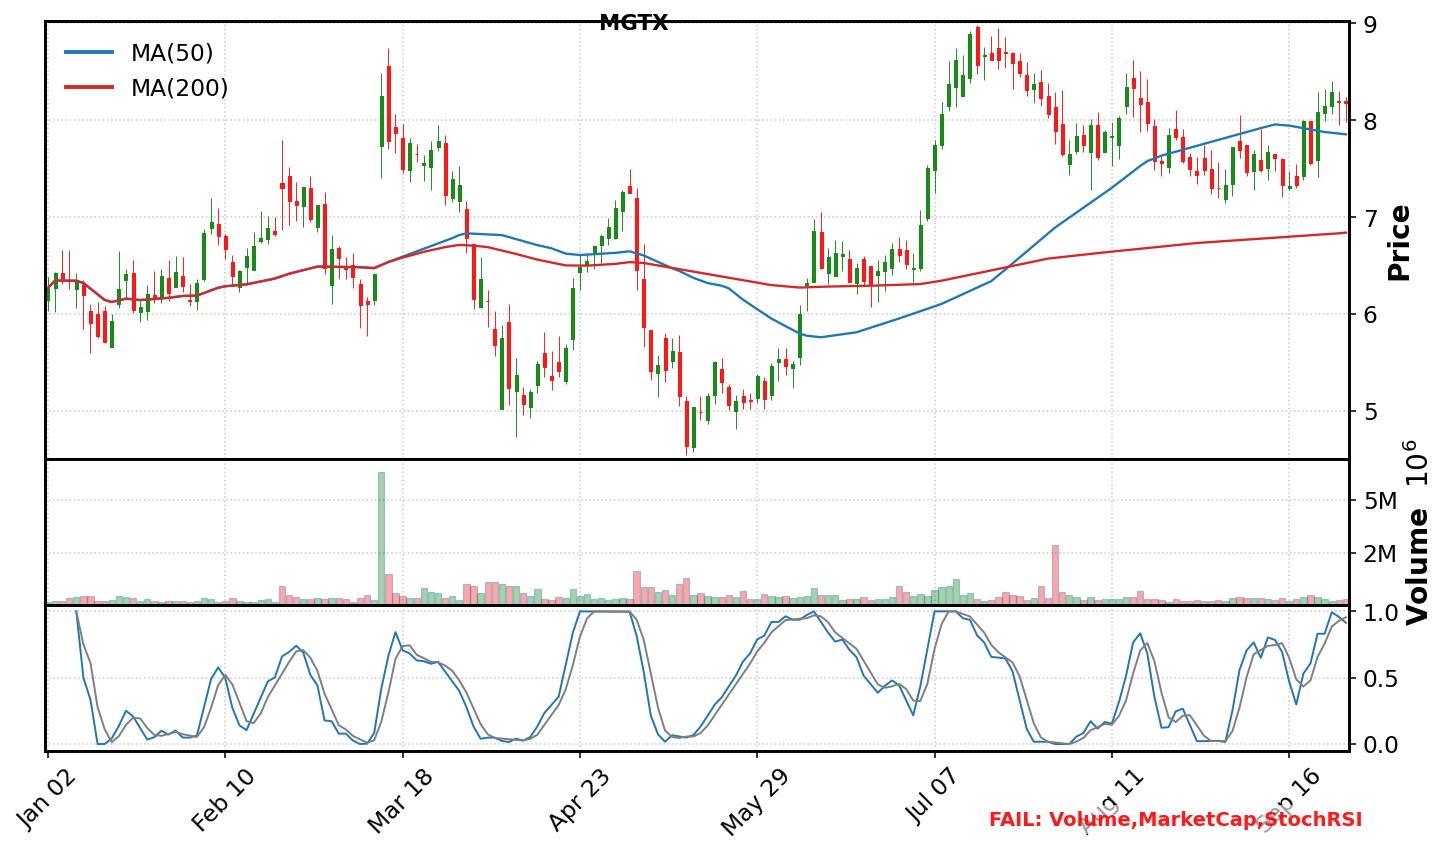 MGTX
MA(50)
MA(200)
9
8
7
6
5
Price
10⁶
5M
2M
Volume
1.0
0.5
0.0
Jan 02
Feb 10
Mar 18
Apr 23
May 29
Jul 07
Aug 11
Sep 16
FAIL: Volume,MarketCap,StochRSI